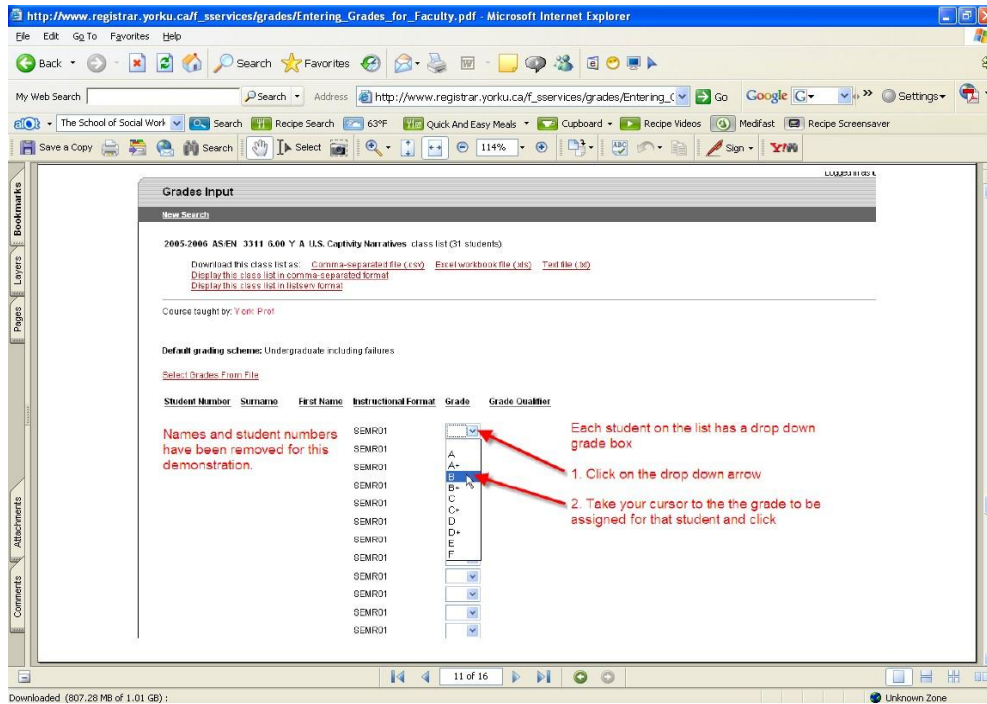 http://www.registrar.yorku.ca/f_sservices/grades/Entering_Grades_for_Faculty.pdf - Microsoft Internet Explorer
File Edit Go To Favorites Help
Back Search Favorites
My Web Search Search Address http://www.registrar.yorku.ca/f_sservices/grades/Entering_ Go Google G Settings
The School of Social Work Search Recipe Search 63°F Quick And Easy Meals Cupboard Recipe Videos Medifast Recipe Screensaver
Save a Copy Search Select 114% Sign Y!
Bookmarks
Layers
Pages
Attachments
Comments
Logged in as
Grades Input
New Search
2005-2006 AS/EN 3311 6.00 Y A U.S. Captivity Narratives class list (31 students)
Download this class list as: Comma-separated file (.csv) Excel workbook file (.xls) Text file (.txt)
Display this class list in comma-separated format
Display this class list in listserv format
Course taught by: York Prof
Default grading scheme: Undergraduate including failures
Select Grades From File
Student Number Surname First Name Instructional Format Grade Grade Qualifier
Names and student numbers
have been removed for this
demonstration.
SEMR01
SEMR01
SEMR01
SEMR01
SEMR01
SEMR01
SEMR01
SEMR01
SEMR01
SEMR01
SEMR01
SEMR01
A
A+
B
B+
C
C+
D
D+
E
F
Each student on the list has a drop down
grade box
1. Click on the drop down arrow
2. Take your cursor to the the grade to be
assigned for that student and click
11 of 16
Downloaded (807.28 MB of 1.01 GB) : Unknown Zone